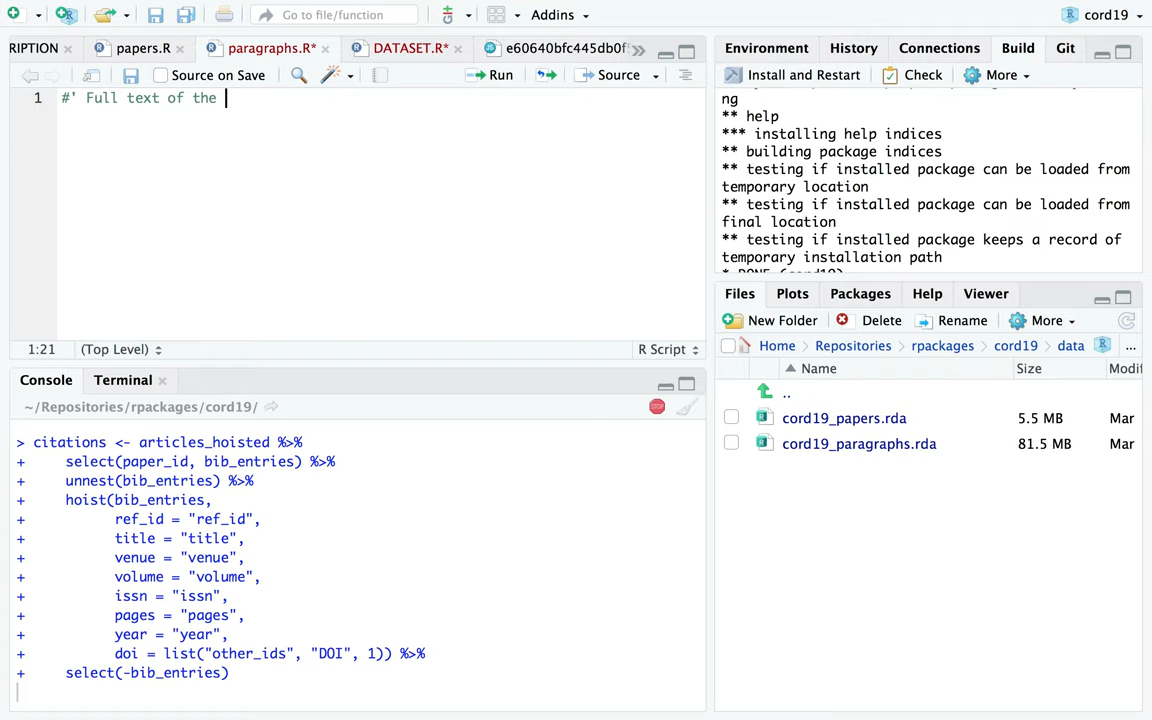 Go to file/function
Addins
cord19
RIPTION
papers.R
paragraphs.R*
DATASET.R*
e60640bfc445db0f
Source on Save
Run
Source
1
#' Full text of the
1:21
(Top Level)
R Script
Console
Terminal
~/Repositories/rpackages/cord19/
STOP
> citations <- articles_hoisted %>%
+     select(paper_id, bib_entries) %>%
+     unnest(bib_entries) %>%
+     hoist(bib_entries,
+           ref_id = "ref_id",
+           title = "title",
+           venue = "venue",
+           volume = "volume",
+           issn = "issn",
+           pages = "pages",
+           year = "year",
+           doi = list("other_ids", "DOI", 1)) %>%
+     select(-bib_entries)
Environment
History
Connections
Build
Git
Install and Restart
Check
More
ng
** help
*** installing help indices
** building package indices
** testing if installed package can be loaded from
temporary location
** testing if installed package can be loaded from
final location
** testing if installed package keeps a record of
temporary installation path
* DONE (cord19)
Files
Plots
Packages
Help
Viewer
New Folder
Delete
Rename
More
Home
Repositories
rpackages
cord19
data
...
Name
Size
Modif
..
cord19_papers.rda
5.5 MB
Mar
cord19_paragraphs.rda
81.5 MB
Mar